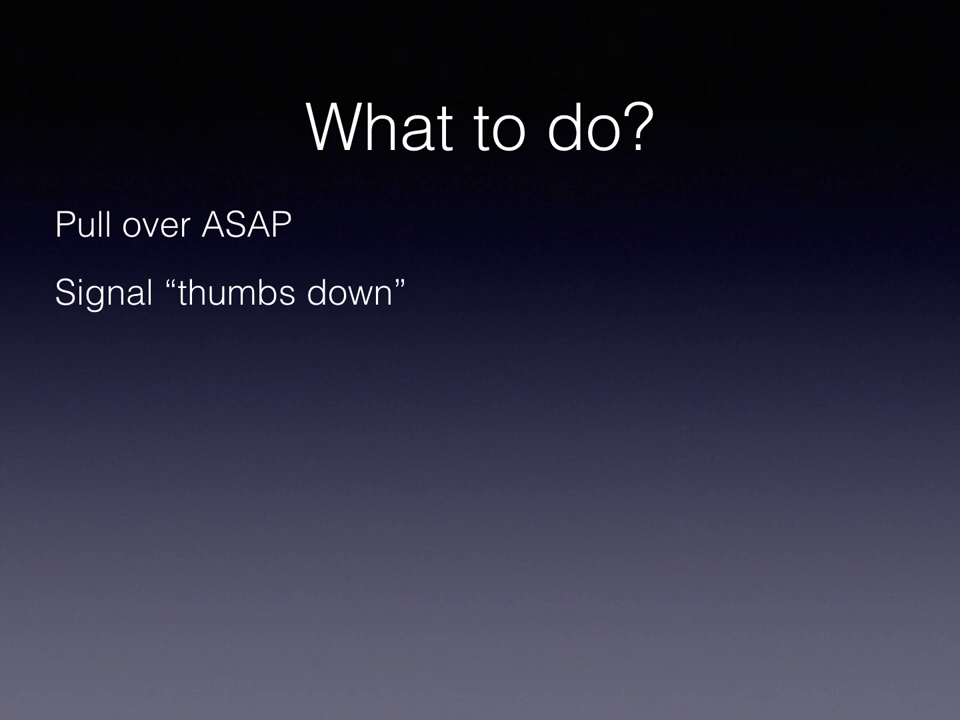 What to do?
Pull over ASAP
Signal “thumbs down”